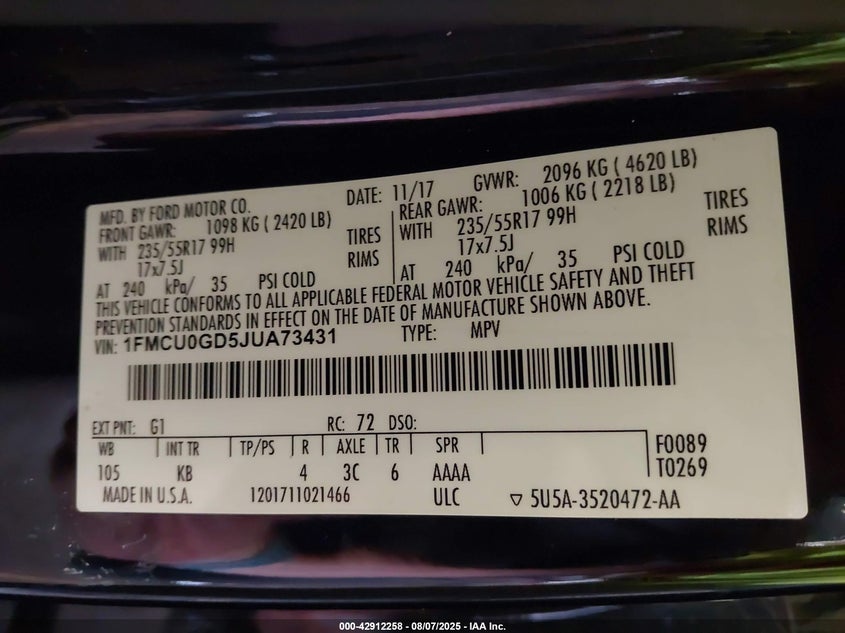 MFD. BY FORD MOTOR CO.
DATE: 11/17
GVWR: 2096 KG ( 4620 LB)
FRONT GAWR: 1098 KG ( 2420 LB)
WITH 235/55R17 99H TIRES
17x7.5J RIMS
AT 240 kPa/ 35 PSI COLD
REAR GAWR: 1006 KG ( 2218 LB)
WITH 235/55R17 99H TIRES
17x7.5J RIMS
AT 240 kPa/ 35 PSI COLD
THIS VEHICLE CONFORMS TO ALL APPLICABLE FEDERAL MOTOR VEHICLE SAFETY AND THEFT
PREVENTION STANDARDS IN EFFECT ON THE DATE OF MANUFACTURE SHOWN ABOVE.
VIN: 1FMCU0GD5JUA73431 TYPE: MPV
EXT PNT: G1 RC: 72 DSO:
WB INT TR TP/PS R AXLE TR SPR F0089
105 KB 4 3C 6 AAAA T0269
MADE IN U.S.A. 1201711021466 ULC ▽ 5U5A-3520472-AA
000-42912258 - 08/07/2025 - IAA Inc.